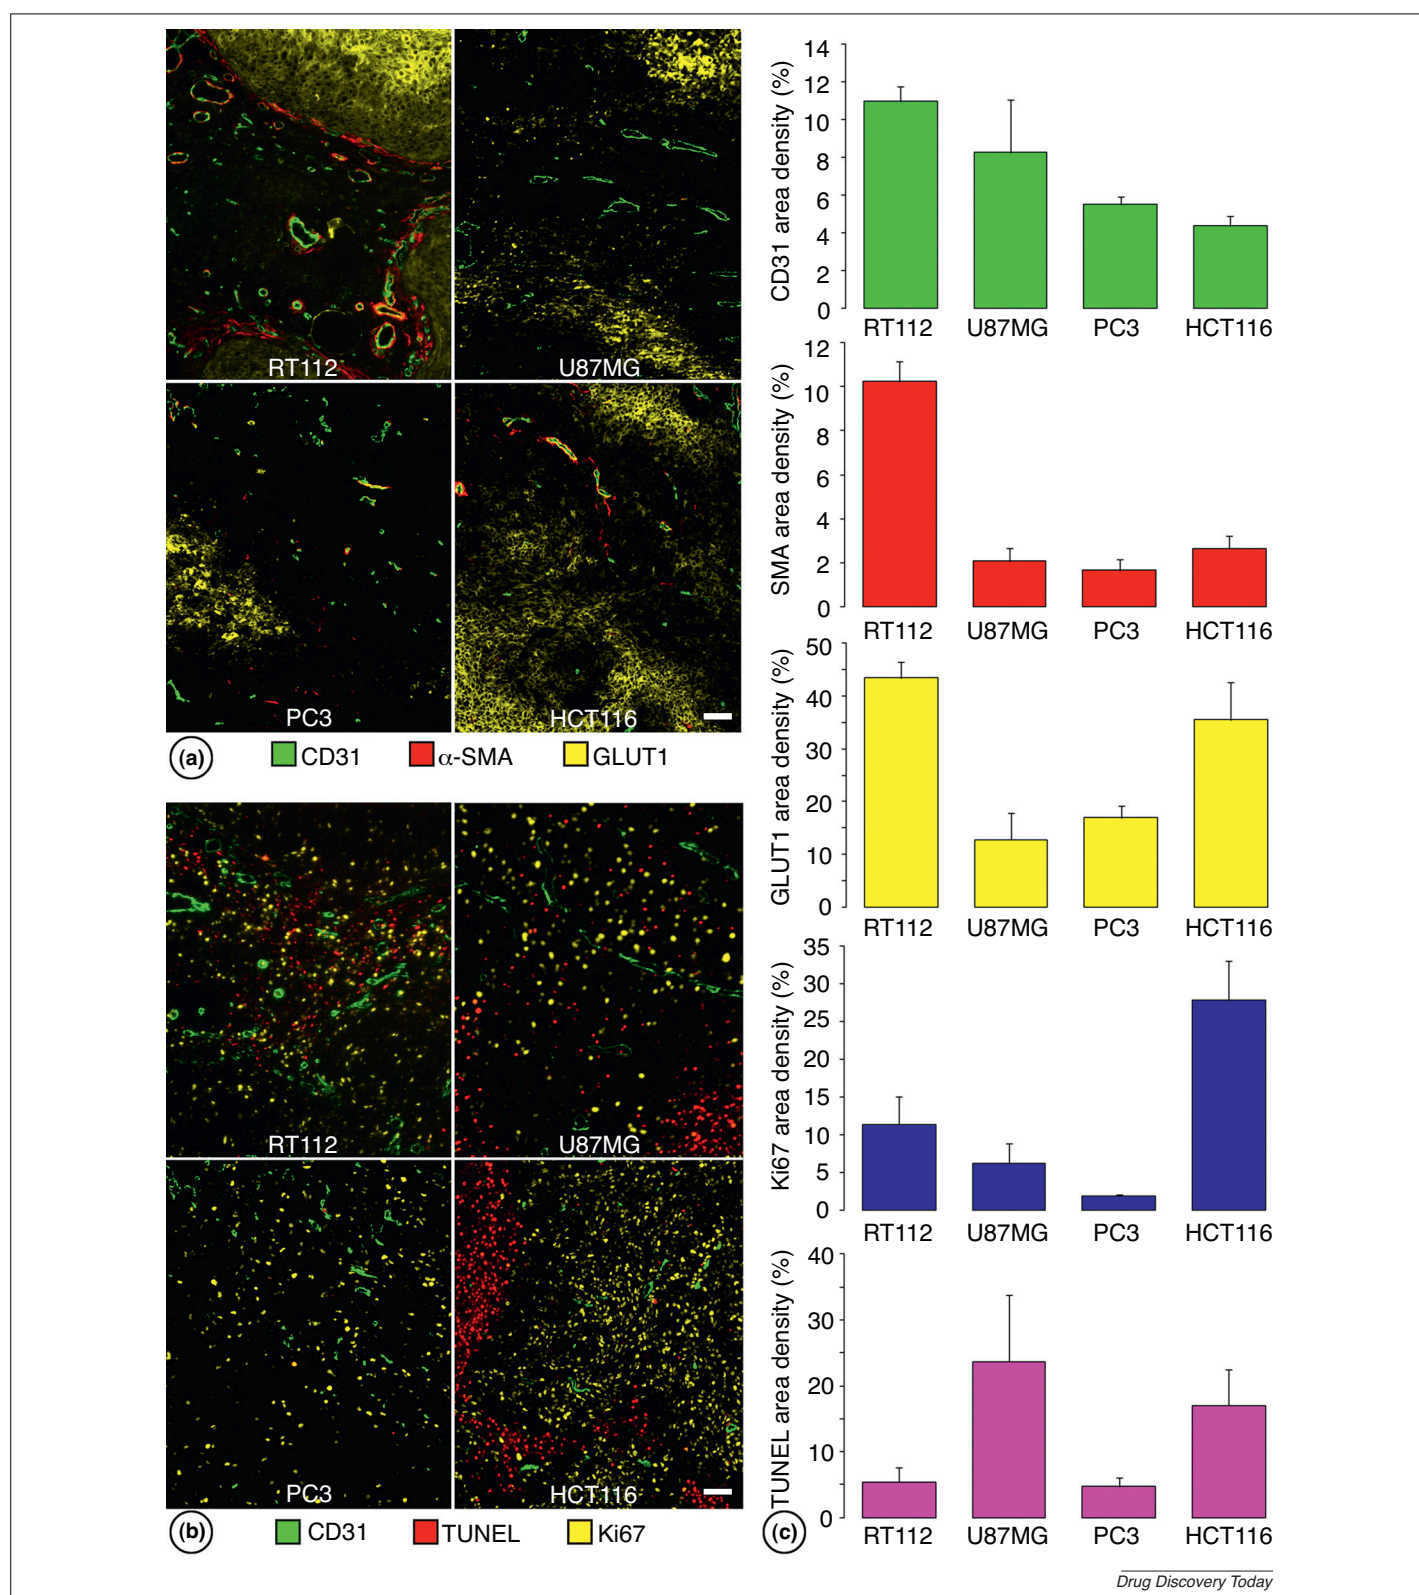 RT112
U87MG
PC3
HCT116
(a)
CD31
α-SMA
GLUT1
RT112
U87MG
PC3
HCT116
(b)
CD31
TUNEL
Ki67
CD31 area density (%)
14
12
10
8
6
4
2
0
RT112 U87MG PC3 HCT116
SMA area density (%)
12
10
8
6
4
2
0
RT112 U87MG PC3 HCT116
GLUT1 area density (%)
50
40
30
20
10
0
RT112 U87MG PC3 HCT116
Ki67 area density (%)
35
30
25
20
15
10
5
0
RT112 U87MG PC3 HCT116
TUNEL area density (%)
40
30
20
10
0
RT112 U87MG PC3 HCT116
(c)
Drug Discovery Today